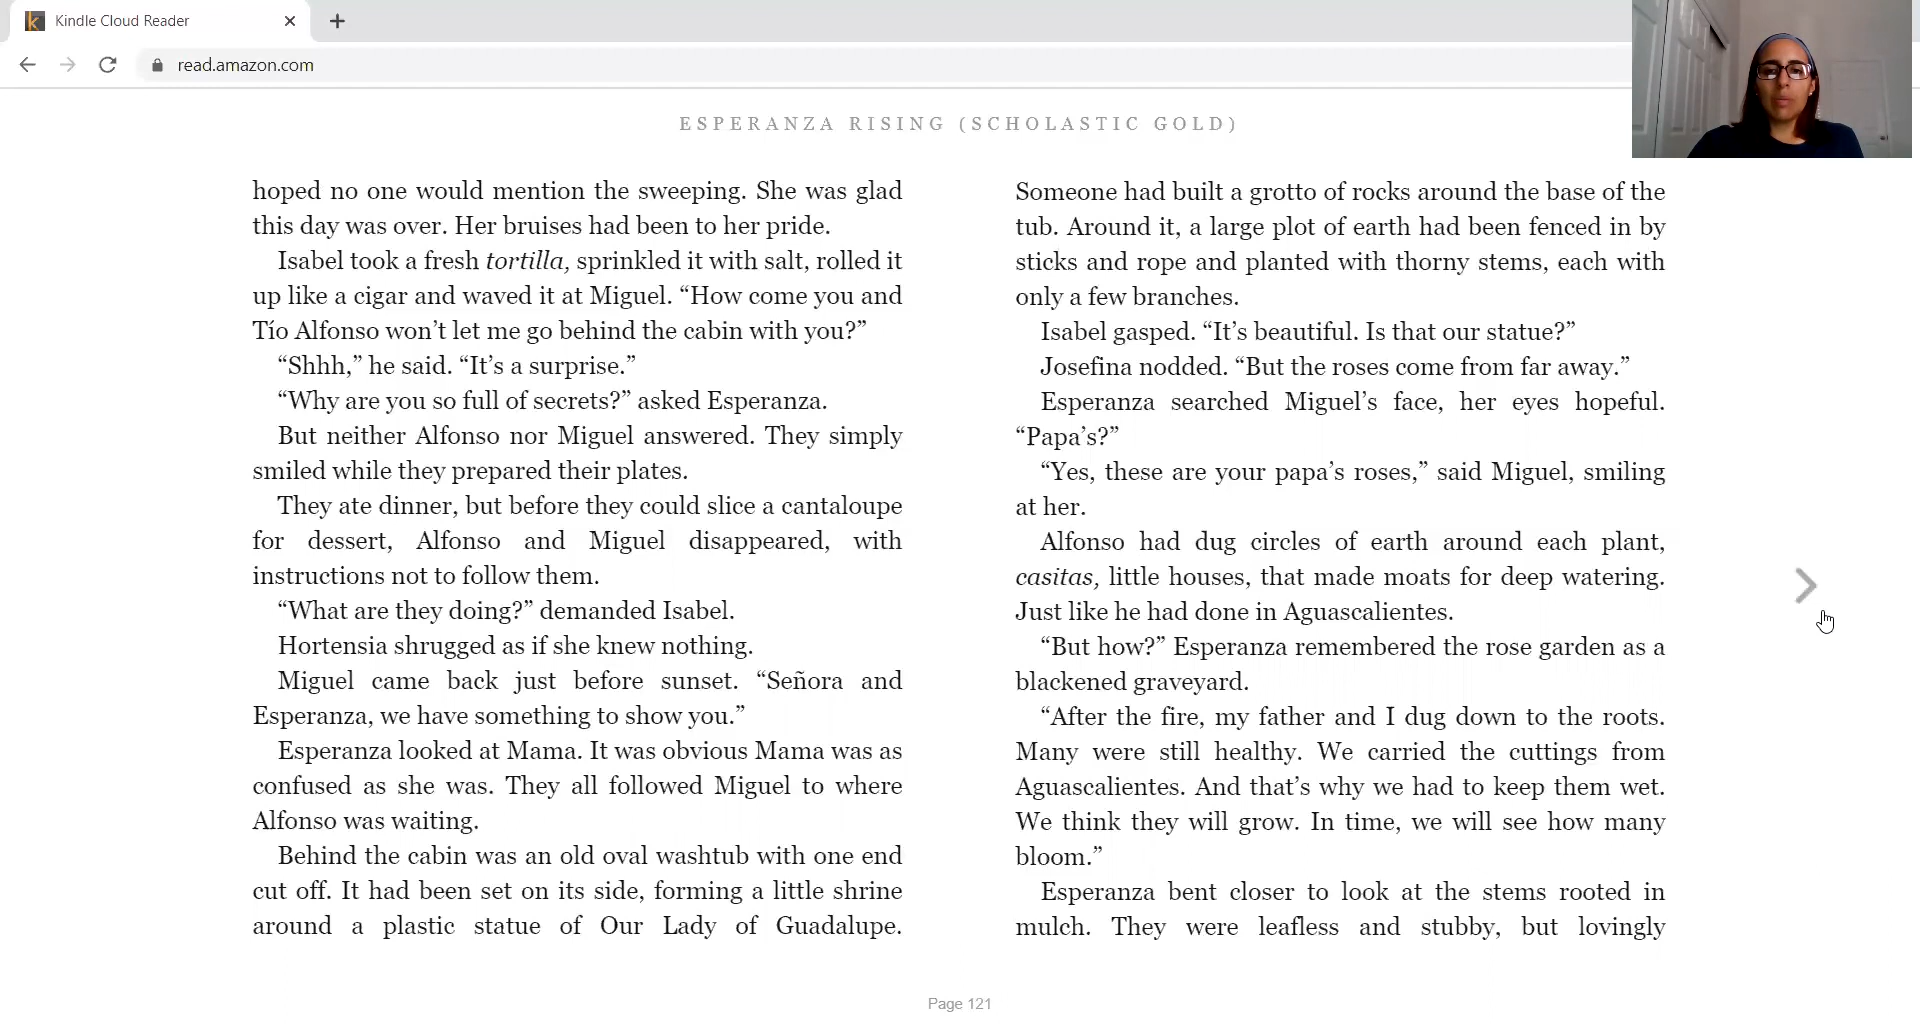 Kindle Cloud Reader
read.amazon.com
ESPERANZA RISING (SCHOLASTIC GOLD)
hoped no one would mention the sweeping. She was glad
this day was over. Her bruises had been to her pride.
Isabel took a fresh tortilla, sprinkled it with salt, rolled it
up like a cigar and waved it at Miguel. “How come you and
Tío Alfonso won’t let me go behind the cabin with you?”
“Shhh,” he said. “It’s a surprise.”
“Why are you so full of secrets?” asked Esperanza.
But neither Alfonso nor Miguel answered. They simply
smiled while they prepared their plates.
They ate dinner, but before they could slice a cantaloupe
for dessert, Alfonso and Miguel disappeared, with
instructions not to follow them.
“What are they doing?” demanded Isabel.
Hortensia shrugged as if she knew nothing.
Miguel came back just before sunset. “Señora and
Esperanza, we have something to show you.”
Esperanza looked at Mama. It was obvious Mama was as
confused as she was. They all followed Miguel to where
Alfonso was waiting.
Behind the cabin was an old oval washtub with one end
cut off. It had been set on its side, forming a little shrine
around a plastic statue of Our Lady of Guadalupe.
Someone had built a grotto of rocks around the base of the
tub. Around it, a large plot of earth had been fenced in by
sticks and rope and planted with thorny stems, each with
only a few branches.
Isabel gasped. “It’s beautiful. Is that our statue?”
Josefina nodded. “But the roses come from far away.”
Esperanza searched Miguel’s face, her eyes hopeful.
“Papa’s?”
“Yes, these are your papa’s roses,” said Miguel, smiling
at her.
Alfonso had dug circles of earth around each plant,
casitas, little houses, that made moats for deep watering.
Just like he had done in Aguascalientes.
“But how?” Esperanza remembered the rose garden as a
blackened graveyard.
“After the fire, my father and I dug down to the roots.
Many were still healthy. We carried the cuttings from
Aguascalientes. And that’s why we had to keep them wet.
We think they will grow. In time, we will see how many
bloom.”
Esperanza bent closer to look at the stems rooted in
mulch. They were leafless and stubby, but lovingly
Page 121